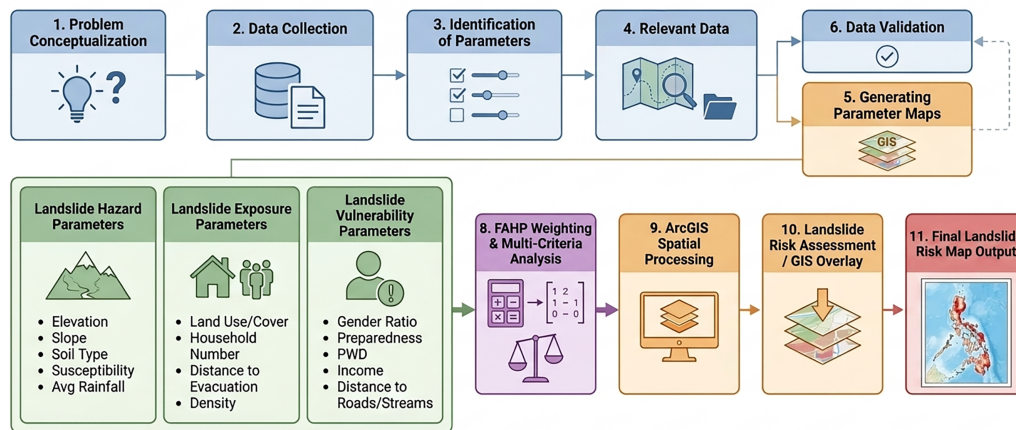 1. Problem
Conceptualization
?
2. Data Collection
3. Identification
of Parameters
4. Relevant Data
6. Data Validation
5. Generating
Parameter Maps
GIS
Landslide Hazard
Parameters
• Elevation
• Slope
• Soil Type
• Susceptibility
• Avg Rainfall
Landslide Exposure
Parameters
• Land Use/Cover
• Household
Number
• Distance to
Evacuation
• Density
Landslide
Vulnerability
Parameters
!
• Gender Ratio
• Preparedness
• PWD
• Income
• Distance to
Roads/Streams
8. FAHP Weighting
& Multi-Criteria
Analysis
1 2
1 - 1
0 - 0
9. ArcGIS
Spatial
Processing
10. Landslide
Risk Assessment
/ GIS Overlay
11. Final Landslid
Risk Map Output